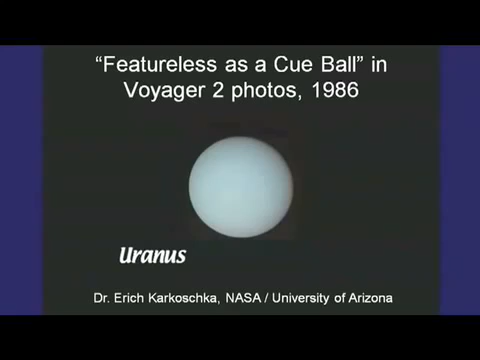 “Featureless as a Cue Ball” in
Voyager 2 photos, 1986
Uranus
Dr. Erich Karkoschka, NASA / University of Arizona